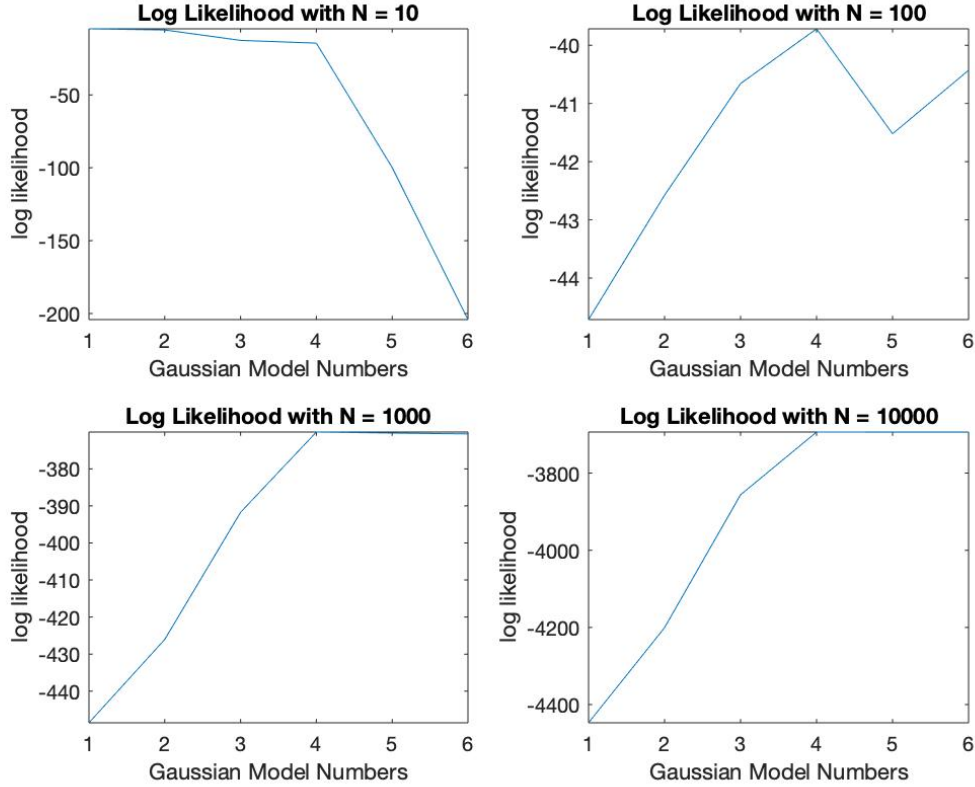 Log Likelihood with N = 10
log likelihood
-50
-100
-150
-200
1 2 3 4 5 6
Gaussian Model Numbers
Log Likelihood with N = 100
log likelihood
-40
-41
-42
-43
-44
1 2 3 4 5 6
Gaussian Model Numbers
Log Likelihood with N = 1000
log likelihood
-380
-390
-400
-410
-420
-430
-440
1 2 3 4 5 6
Gaussian Model Numbers
Log Likelihood with N = 10000
log likelihood
-3800
-4000
-4200
-4400
1 2 3 4 5 6
Gaussian Model Numbers